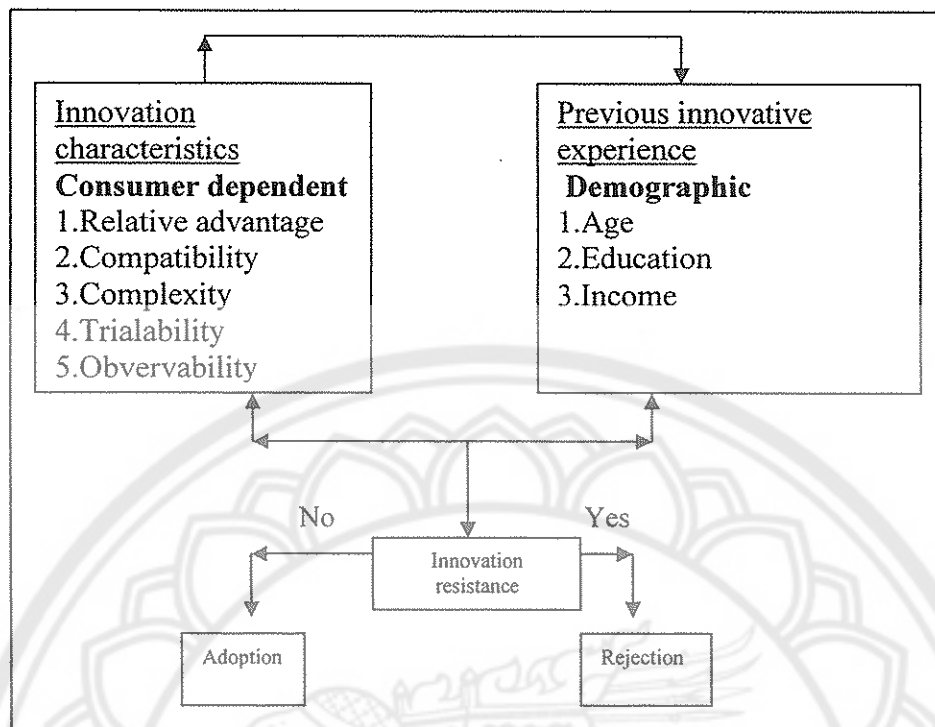 Innovation
characteristics
Consumer dependent
1.Relative advantage
2.Compatibility
3.Complexity
4.Trialability
5.Obvervability
Previous innovative
experience
Demographic
1.Age
2.Education
3.Income
No
Yes
Innovation
resistance
Adoption
Rejection